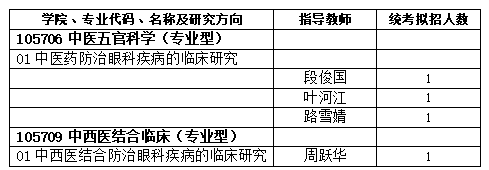 学院、专业代码、名称及研究方向 指导教师 统考拟招人数
105706 中医五官科学（专业型）
01 中医药防治眼科疾病的临床研究
段俊国 1
叶河江 1
路雪婧 1
105709 中西医结合临床（专业型）
01 中西医结合防治眼科疾病的临床研究 周跃华 1